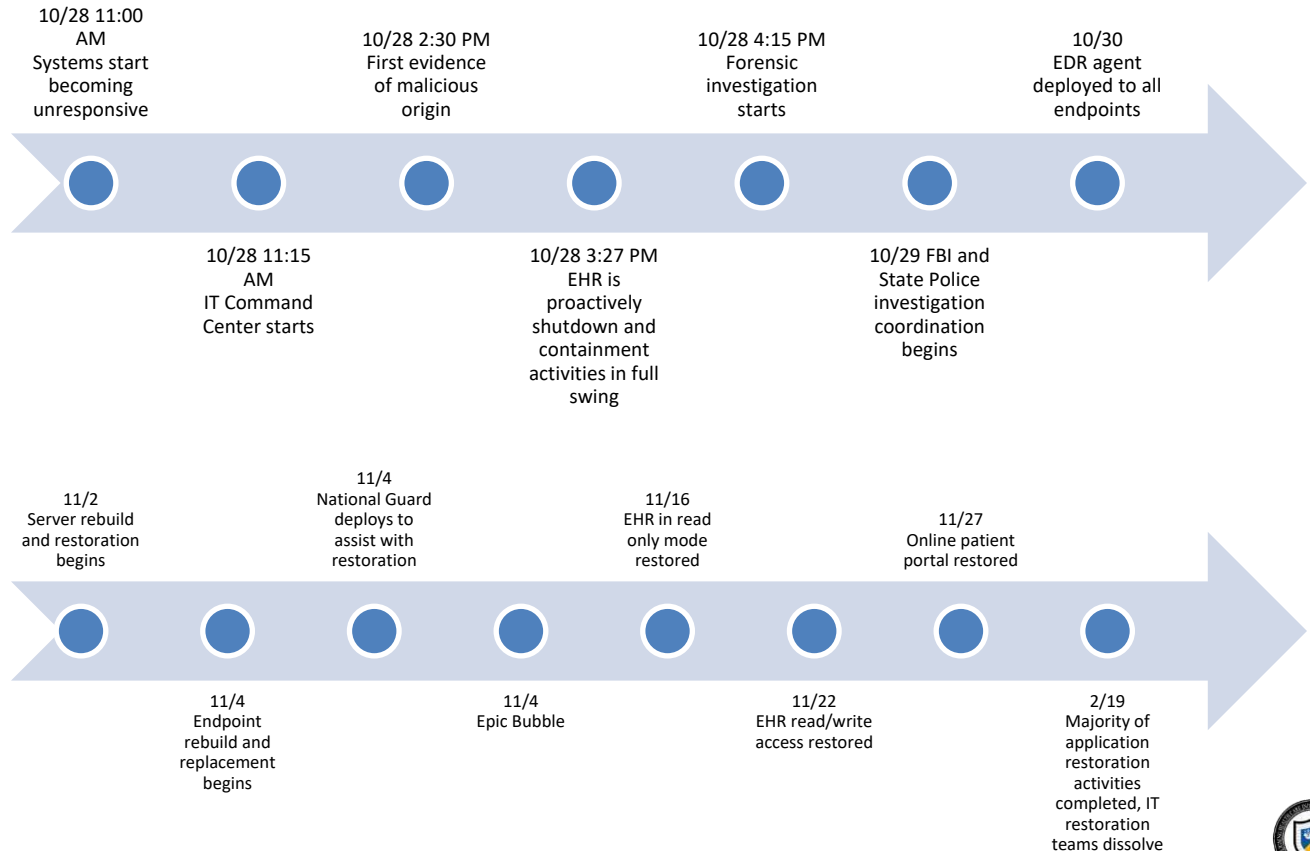 10/28 11:00
AM
Systems start
becoming
unresponsive
10/28 11:15
AM
IT Command
Center starts
10/28 2:30 PM
First evidence
of malicious
origin
10/28 3:27 PM
EHR is
proactively
shutdown and
containment
activities in full
swing
10/28 4:15 PM
Forensic
investigation
starts
10/29 FBI and
State Police
investigation
coordination
begins
10/30
EDR agent
deployed to all
endpoints
11/2
Server rebuild
and restoration
begins
11/4
Endpoint
rebuild and
replacement
begins
11/4
National Guard
deploys to
assist with
restoration
11/4
Epic Bubble
11/16
EHR in read
only mode
restored
11/22
EHR read/write
access restored
11/27
Online patient
portal restored
2/19
Majority of
application
restoration
activities
completed, IT
restoration
teams dissolve